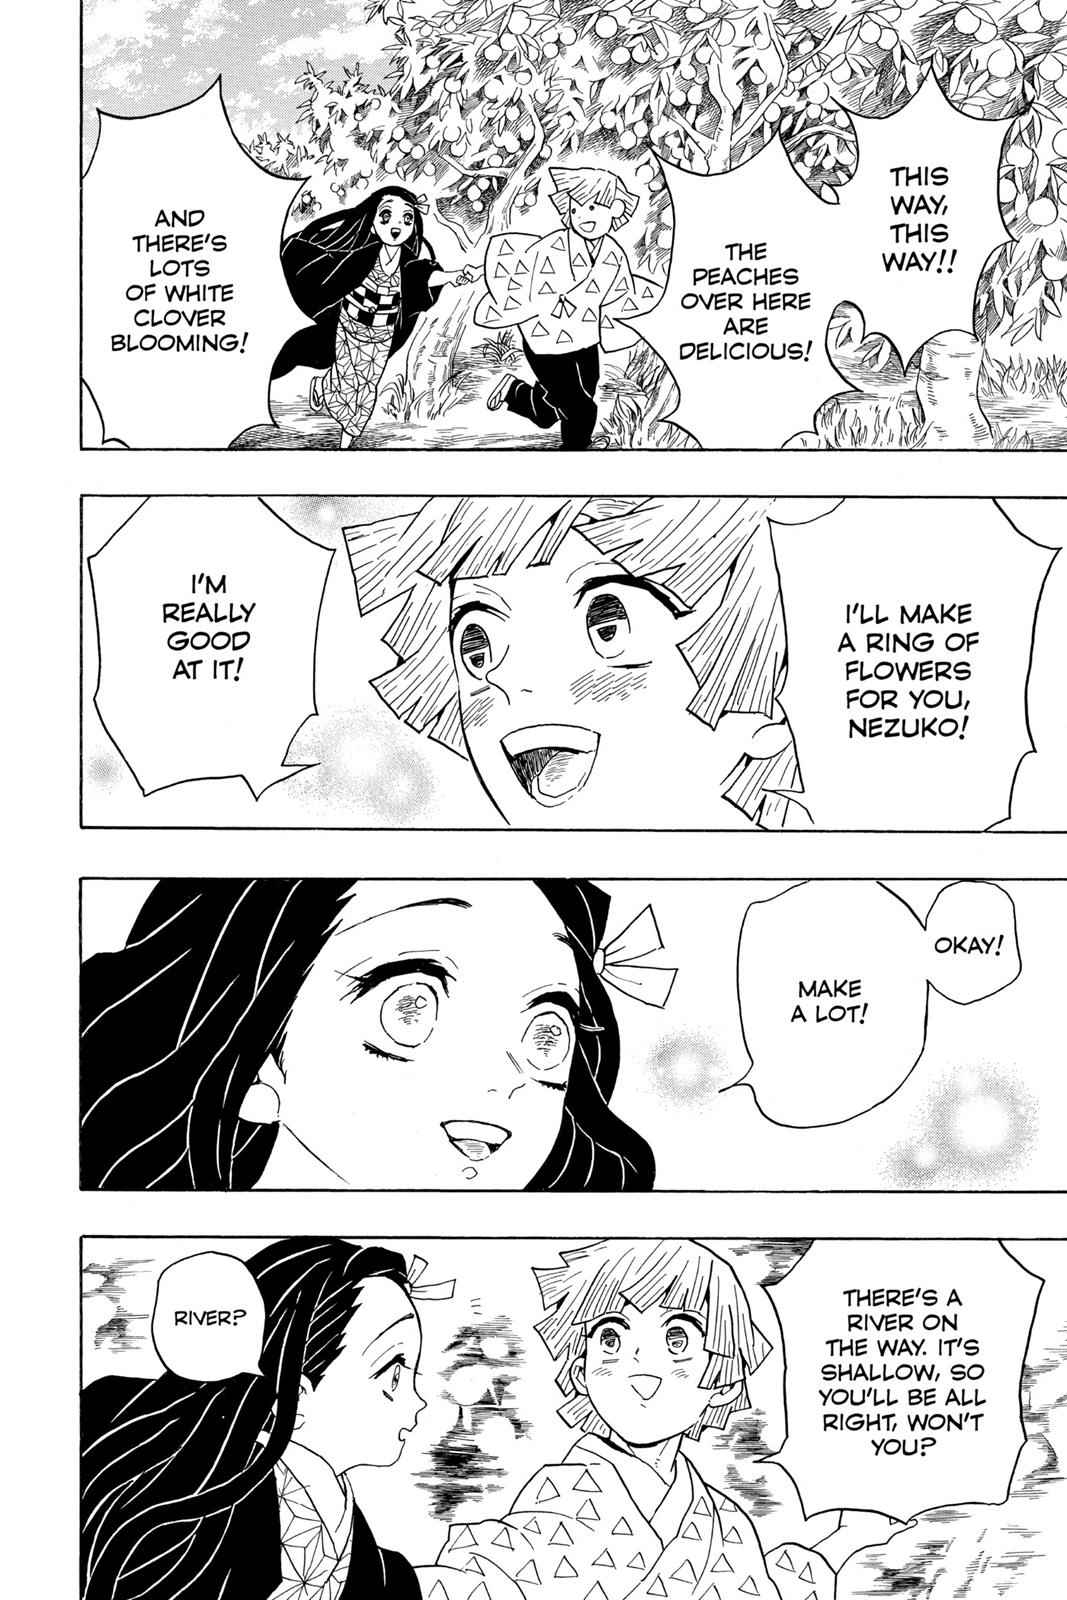 THIS
WAY,
THIS
WAY!!
THE
PEACHES
OVER HERE
ARE
DELICIOUS!
AND
THERE'S
LOTS
OF WHITE
CLOVER
BLOOMING!
I'LL MAKE
A RING OF
FLOWERS
FOR YOU,
NEZUKO!
I'M
REALLY
GOOD
AT IT!
OKAY!
MAKE
A LOT!
THERE'S A
RIVER ON
THE WAY. IT'S
SHALLOW, SO
YOU'LL BE ALL
RIGHT, WON'T
YOU?
RIVER?